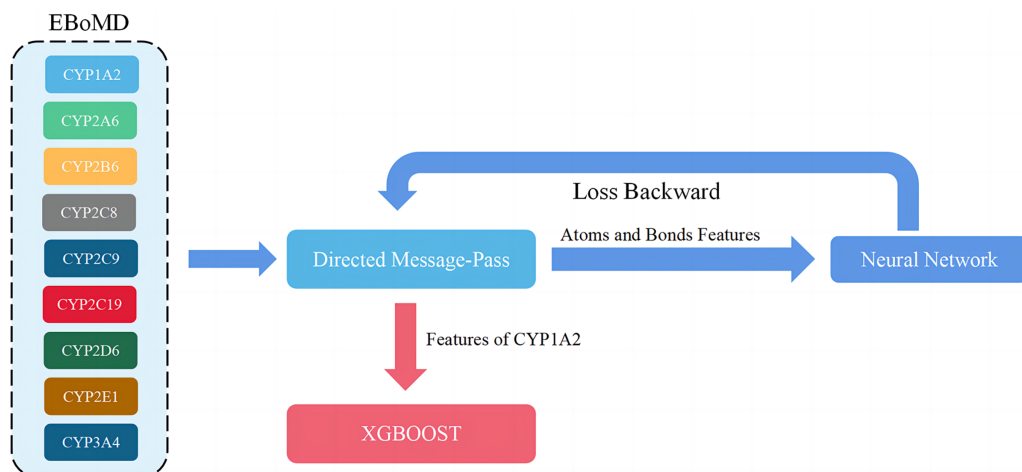 EBoMD
CYP1A2
CYP2A6
CYP2B6
CYP2C8
CYP2C9
CYP2C19
CYP2D6
CYP2E1
CYP3A4
Loss Backward
Directed Message-Pass
Atoms and Bonds Features
Neural Network
Features of CYP1A2
XGBOOST